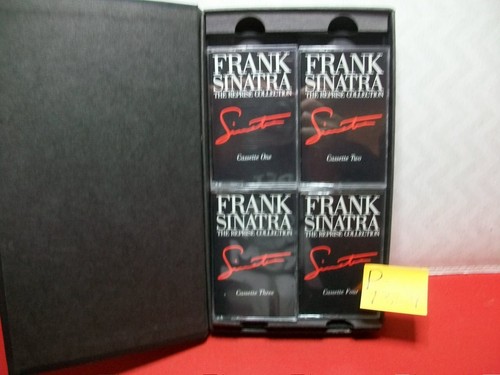 FRANK
SINATRA
THE REPRISE COLLECTION
Sinatra
Cassette One
FRANK
SINATRA
THE REPRISE COLLECTION
Sinatra
Cassette Two
FRANK
SINATRA
THE REPRISE COLLECTION
Sinatra
Cassette Three
FRANK
SINATRA
THE REPRISE COLLECTION
Sinatra
Cassette Four
P